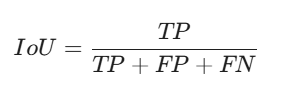 IoU = TP / (TP + FP + FN)